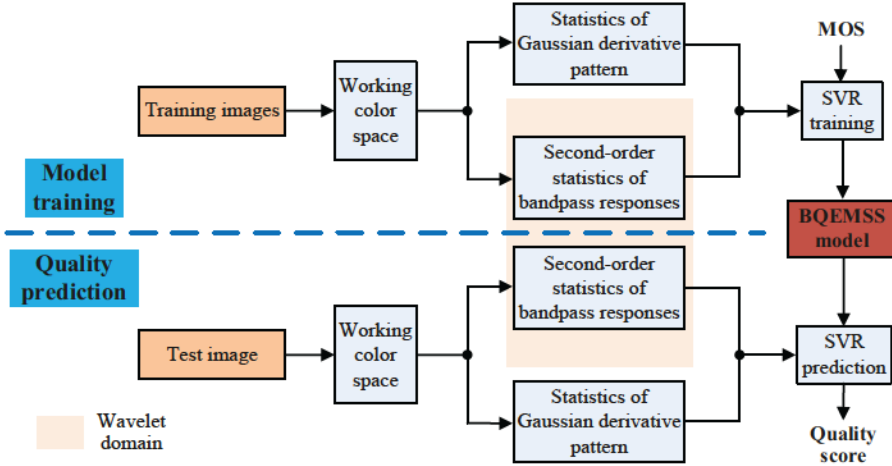 Statistics of
Gaussian derivative
pattern
MOS
Training images
Working
color
space
SVR
training
Second-order
statistics of
bandpass responses
Model
training
BQEMSS
model
Quality
prediction
Second-order
statistics of
bandpass responses
Test image
Working
color
space
SVR
prediction
Statistics of
Gaussian derivative
pattern
Wavelet
domain
Quality
score